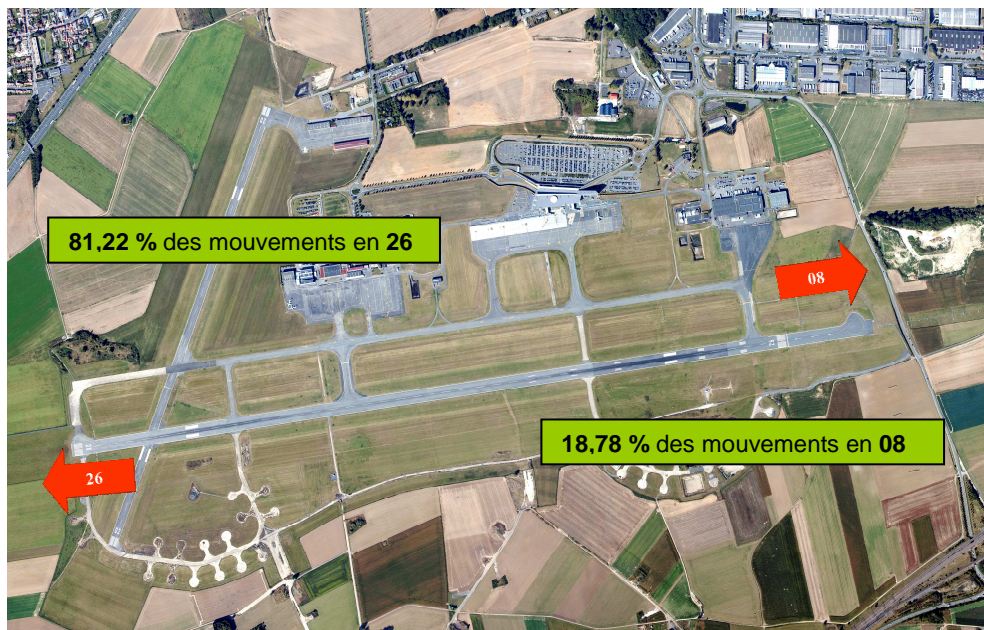 81,22 % des mouvements en 26
08
18,78 % des mouvements en 08
26